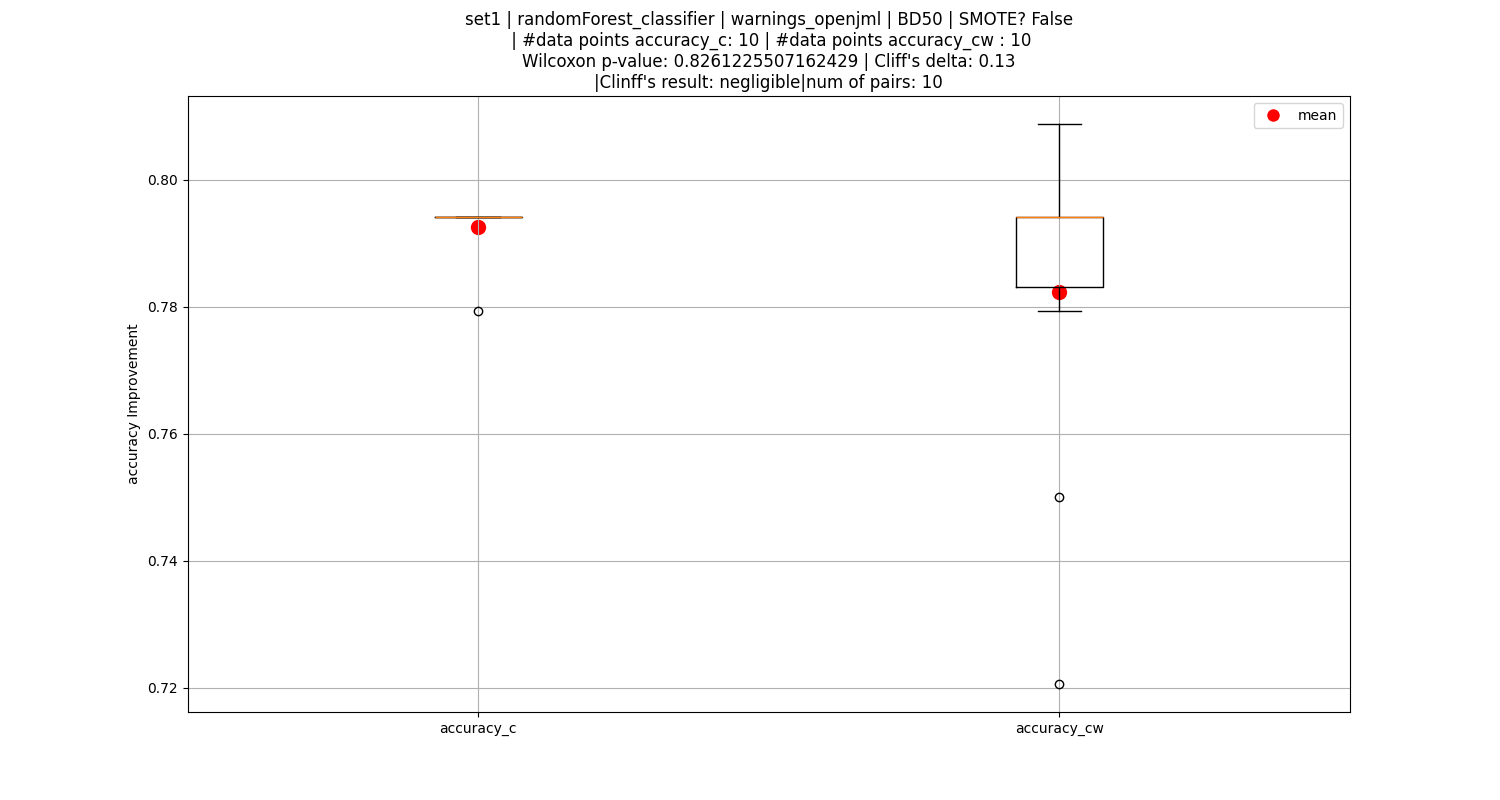 set1 | randomForest_classifier | warnings_openjml | BD50 | SMOTE? False
| #data points accuracy_c: 10 | #data points accuracy_cw : 10
Wilcoxon p-value: 0.8261225507162429 | Cliff's delta: 0.13
|Clinff's result: negligible|num of pairs: 10
mean
accuracy Improvement
0.80
0.78
0.76
0.74
0.72
accuracy_c
accuracy_cw